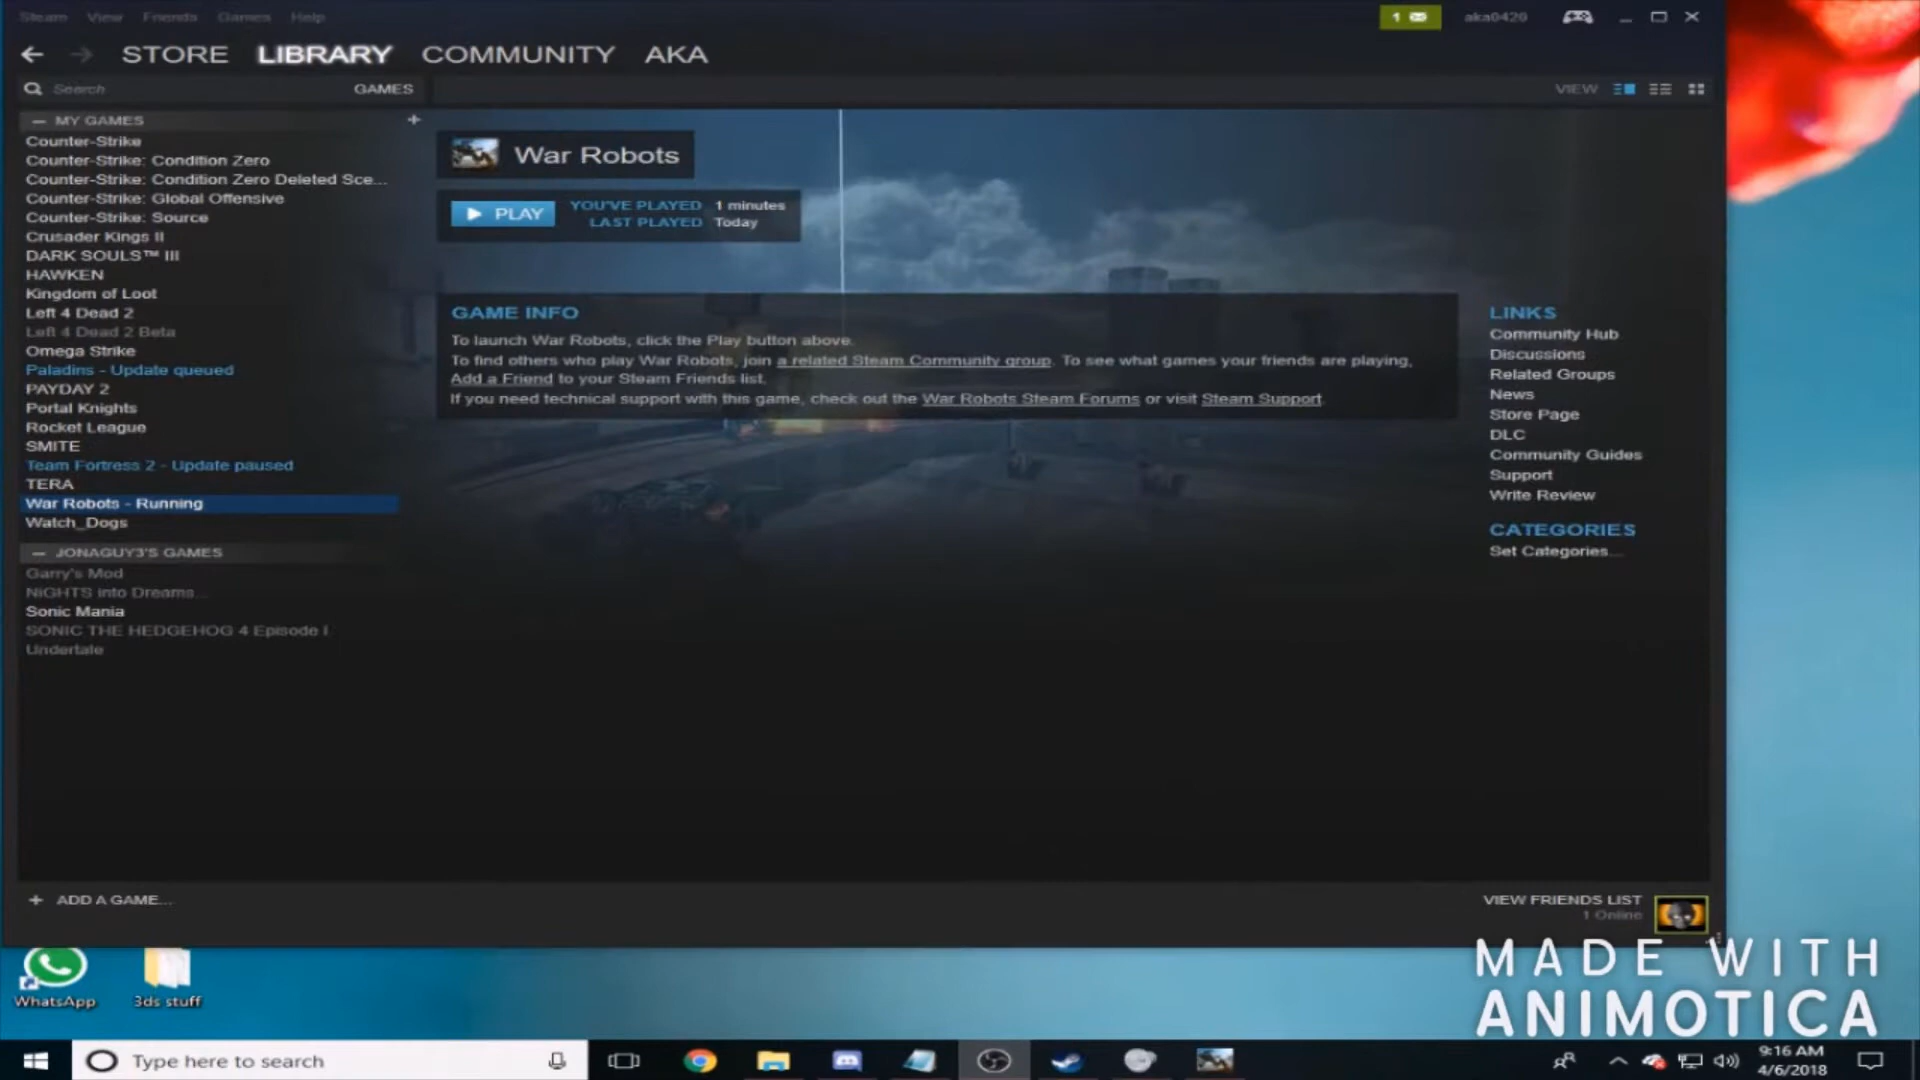 Steam View Friends Games Help
1 aka0420
STORE LIBRARY COMMUNITY AKA
Search GAMES VIEW
MY GAMES
Counter-Strike
Counter-Strike: Condition Zero
Counter-Strike: Condition Zero Deleted Sce...
Counter-Strike: Global Offensive
Counter-Strike: Source
Crusader Kings II
DARK SOULS™ III
HAWKEN
Kingdom of Loot
Left 4 Dead 2
Left 4 Dead 2 Beta
Omega Strike
Paladins - Update queued
PAYDAY 2
Portal Knights
Rocket League
SMITE
Team Fortress 2 - Update paused
TERA
War Robots - Running
Watch_Dogs
JONAGUY3'S GAMES
Garry's Mod
NiGHTS into Dreams...
Sonic Mania
SONIC THE HEDGEHOG 4 Episode I
Undertale
War Robots
PLAY
YOU'VE PLAYED 1 minutes
LAST PLAYED Today
GAME INFO
To launch War Robots, click the Play button above.
To find others who play War Robots, join a related Steam Community group. To see what games your friends are playing,
Add a Friend to your Steam Friends list.
If you need technical support with this game, check out the War Robots Steam Forums or visit Steam Support.
LINKS
Community Hub
Discussions
Related Groups
News
Store Page
DLC
Community Guides
Support
Write Review
CATEGORIES
Set Categories...
ADD A GAME...
VIEW FRIENDS LIST
1 Online
WhatsApp
3ds stuff
MADE WITH
ANIMOTICA
Type here to search
9:16 AM
4/6/2018